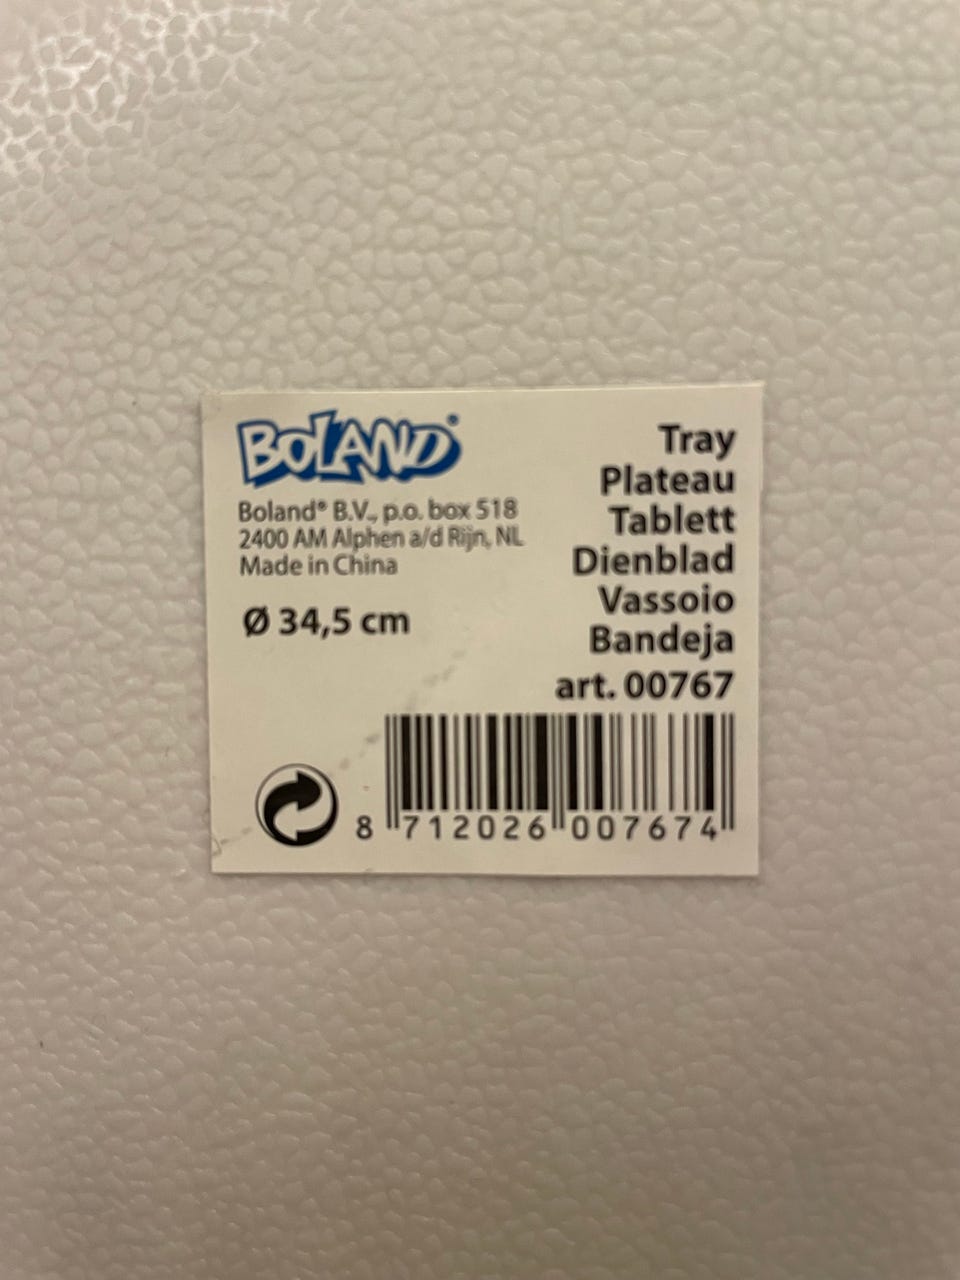 BOLAND®
Boland® B.V., p.o. box 518
2400 AM Alphen a/d Rijn, NL
Made in China
Ø 34,5 cm
Tray
Plateau
Tablett
Dienblad
Vassoio
Bandeja
art. 00767
8 712026 007674